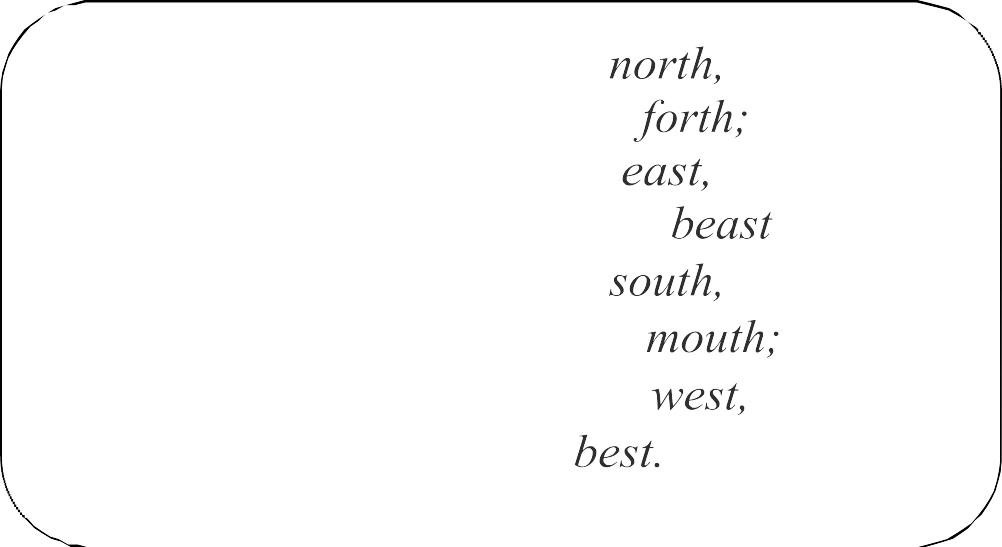 north,
forth;
east,
beast
south,
mouth;
west,
best.